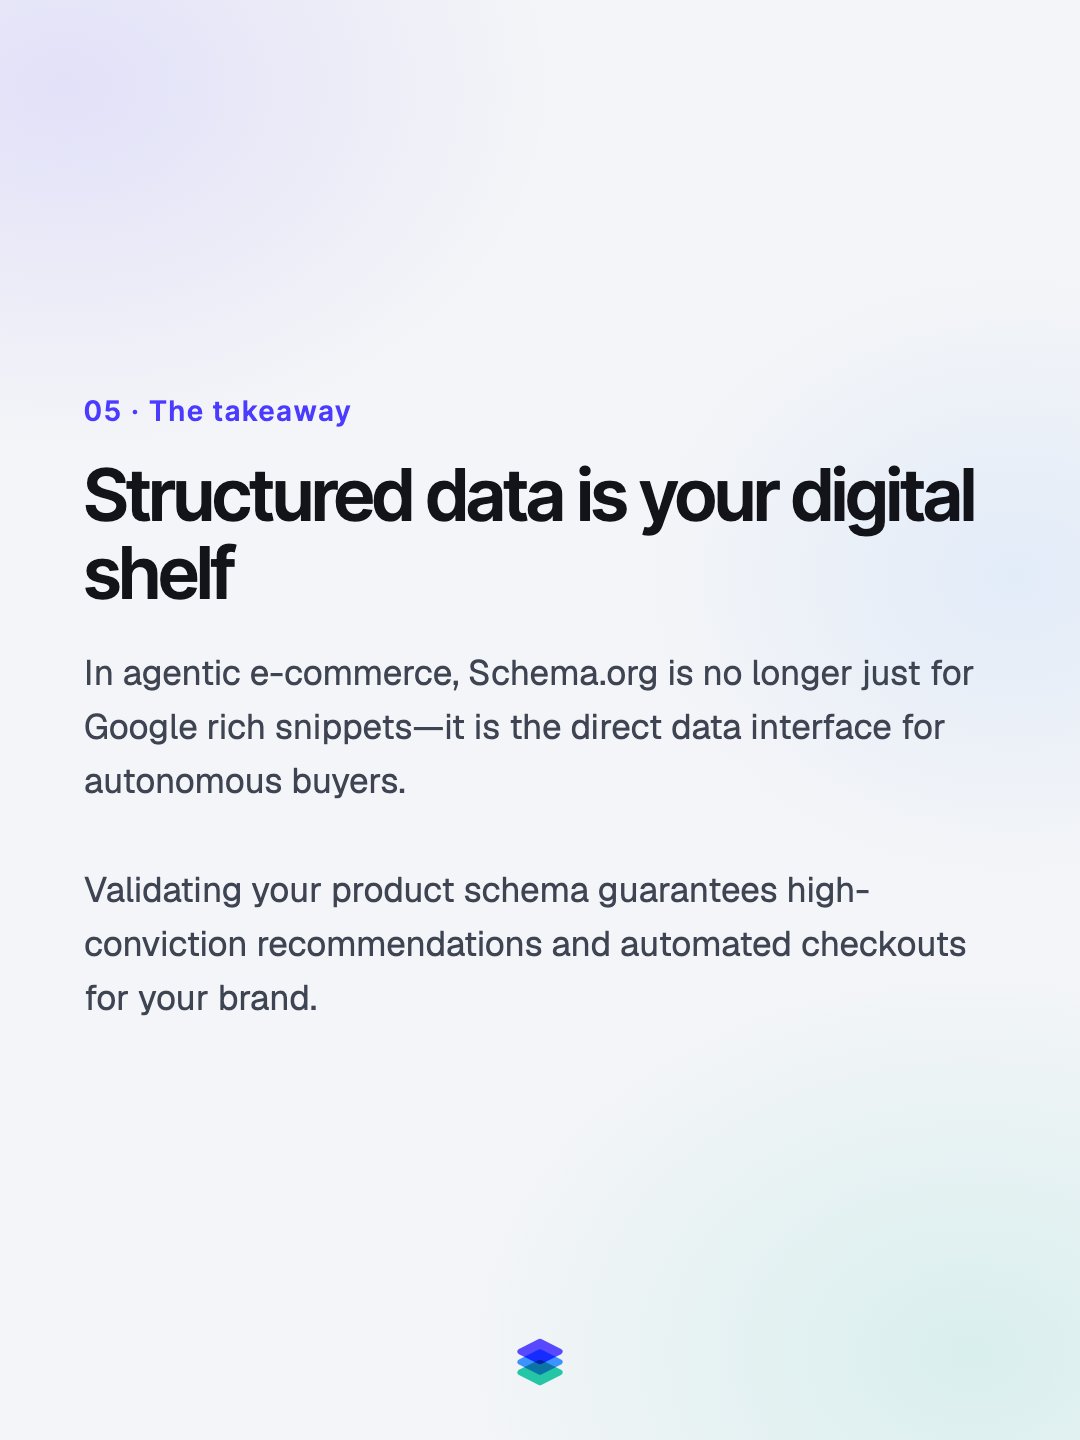 05 · The takeaway
Structured data is your digital
shelf
In agentic e-commerce, Schema.org is no longer just for
Google rich snippets—it is the direct data interface for
autonomous buyers.
Validating your product schema guarantees high-
conviction recommendations and automated checkouts
for your brand.